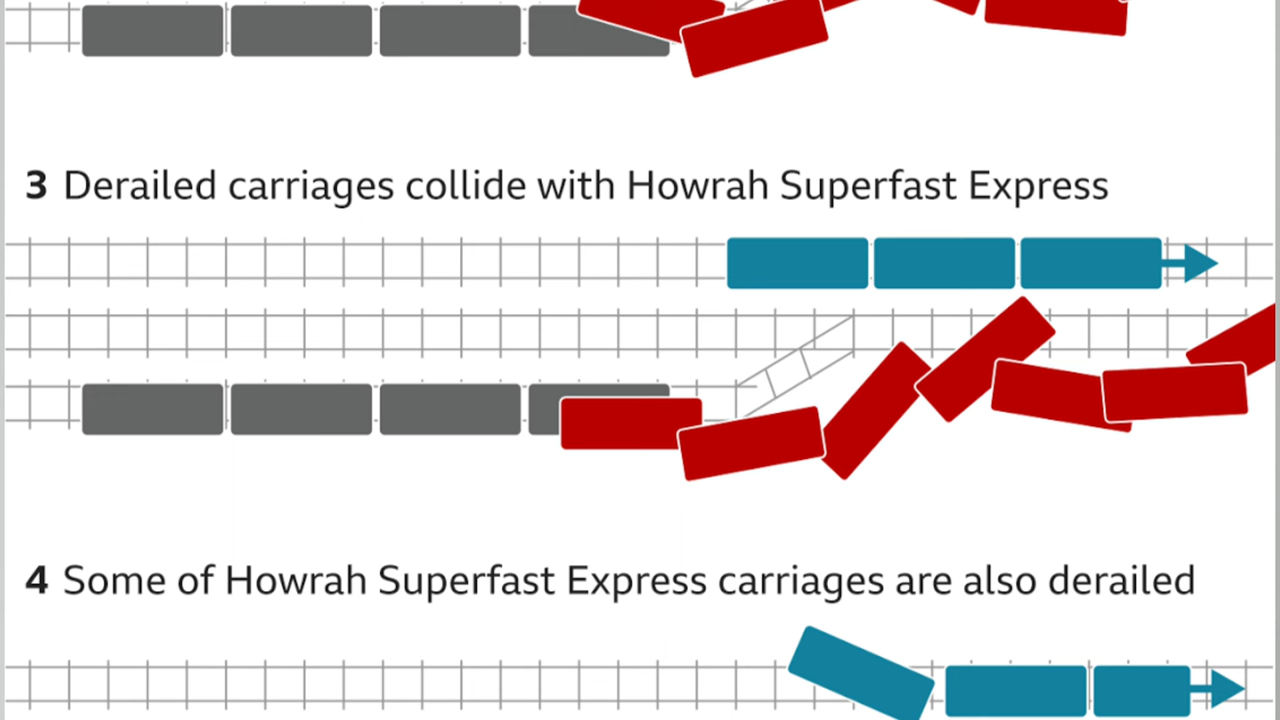 3 Derailed carriages collide with Howrah Superfast Express
4 Some of Howrah Superfast Express carriages are also derailed